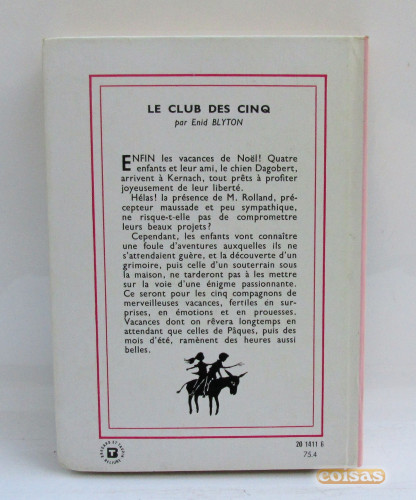 LE CLUB DES CINQ
par Enid BLYTON
ENFIN les vacances de Noël! Quatre
enfants et leur ami, le chien Dagobert,
arrivent à Kernach, tout prêts à profiter
joyeusement de leur liberté.
Hélas! la présence de M. Rolland, pré-
cepteur maussade et peu sympathique,
ne risque-t-elle pas de compromettre
leurs beaux projets?
Cependant, les enfants vont connaître
une foule d'aventures auxquelles ils ne
s'attendaient guère, et la découverte d'un
grimoire, puis celle d'un souterrain sous
la maison, ne tarderont pas à les mettre
sur la voie d'une énigme passionnante.
Ce seront pour les cinq compagnons de
merveilleuses vacances, fertiles en sur-
prises, en émotions et en prouesses.
Vacances dont on rêvera longtemps en
attendant que celles de Pâques, puis des
mois d'été, ramènent des heures aussi
belles.
T
RELIURE
20 1411 6
75.4
coisas